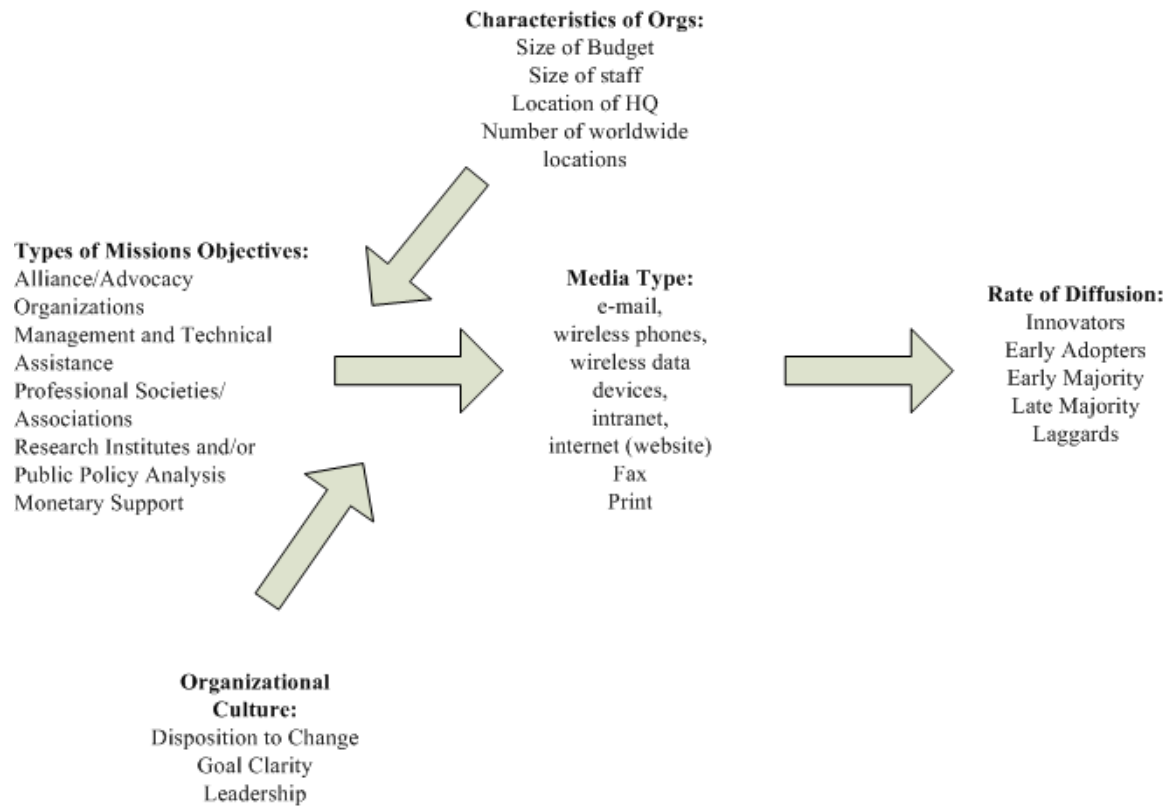 Characteristics of Orgs:
Size of Budget
Size of staff
Location of HQ
Number of worldwide
locations
Types of Missions Objectives:
Alliance/Advocacy
Organizations
Management and Technical
Assistance
Professional Societies/
Associations
Research Institutes and/or
Public Policy Analysis
Monetary Support
Media Type:
e-mail,
wireless phones,
wireless data
devices,
intranet,
internet (website)
Fax
Print
Rate of Diffusion:
Innovators
Early Adopters
Early Majority
Late Majority
Laggards
Organizational
Culture:
Disposition to Change
Goal Clarity
Leadership